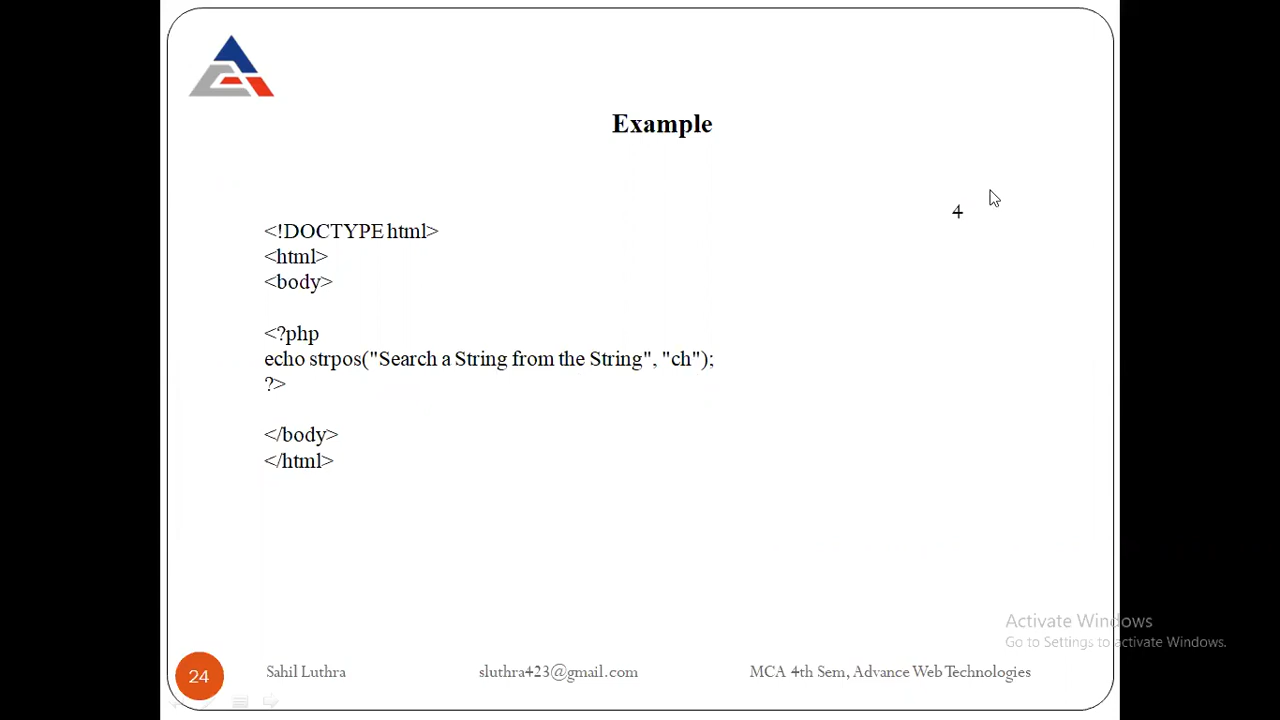 Example
4
<!DOCTYPE html>
<html>
<body>
<?php
echo strpos("Search a String from the String", "ch");
?>
</body>
</html>
Activate Windows
Go to Settings to activate Windows.
24
Sahil Luthra
sluthra423@gmail.com
MCA 4th Sem, Advance Web Technologies